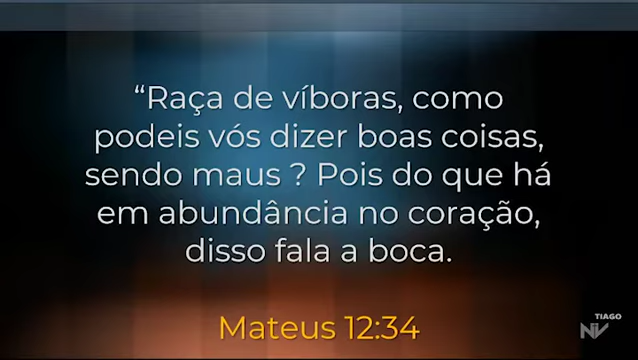 “Raça de víboras, como
podeis vós dizer boas coisas,
sendo maus ? Pois do que há
em abundância no coração,
disso fala a boca.
Mateus 12:34
TIAGO